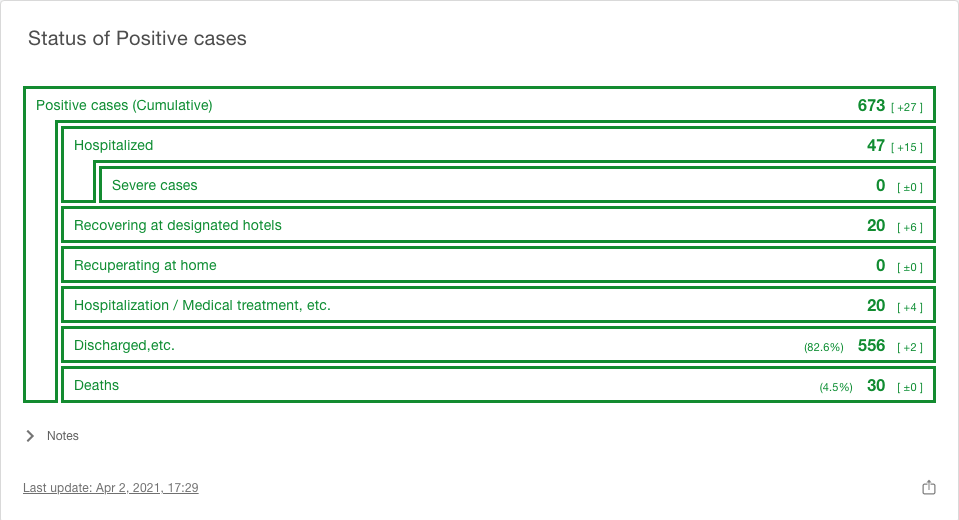 Status of Positive cases
Positive cases (Cumulative) 673 [ +27 ]
Hospitalized 47 [ +15 ]
Severe cases 0 [ ±0 ]
Recovering at designated hotels 20 [ +6 ]
Recuperating at home 0 [ ±0 ]
Hospitalization / Medical treatment, etc. 20 [ +4 ]
Discharged,etc. (82.6%) 556 [ +2 ]
Deaths (4.5%) 30 [ ±0 ]
Notes
Last update: Apr 2, 2021, 17:29